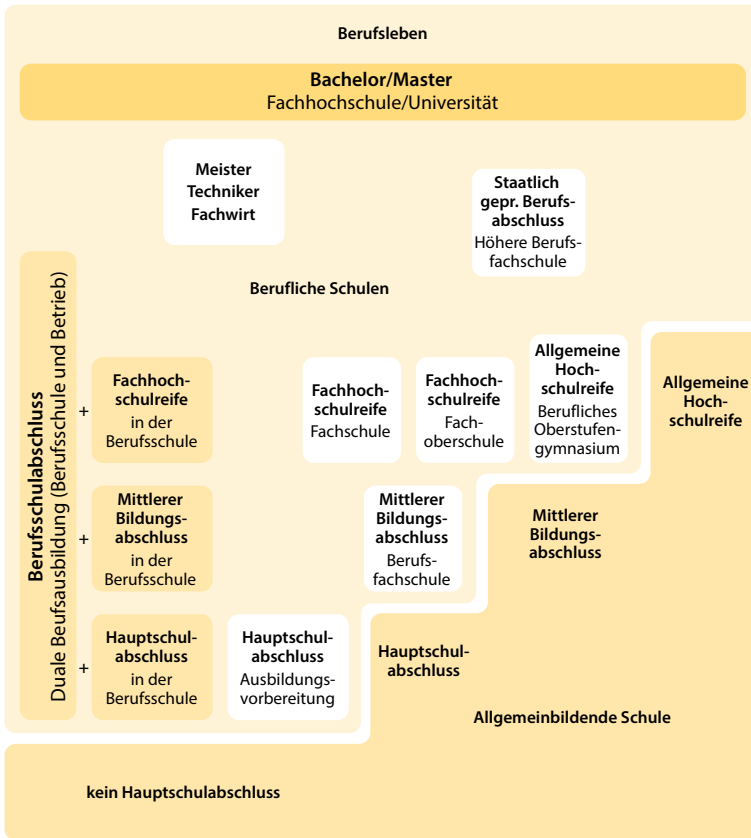 Berufsleben
Bachelor/Master
Fachhochschule/Universität
Meister
Techniker
Fachwirt
Staatlich
gepr. Berufs-
abschluss
Höhere Berufs-
fachschule
Berufliche Schulen
Berufsschulabschluss
Duale Beufsausbildung (Berufsschule und Betrieb)
+
Fachhoch-
schulreife
in der
Berufsschule
Fachhoch-
schulreife
Fachschule
Fachhoch-
schulreife
Fach-
oberschule
Allgemeine
Hoch-
schulreife
Berufliches
Oberstufen-
gymnasium
Allgemeine
Hoch-
schulreife
+
Mittlerer
Bildungs-
abschluss
in der
Berufsschule
Mittlerer
Bildungs-
abschluss
Berufs-
fachschule
Mittlerer
Bildungs-
abschluss
+
Hauptschul-
abschluss
in der
Berufsschule
Hauptschul-
abschluss
Ausbildungs-
vorbereitung
Hauptschul-
abschluss
Allgemeinbildende Schule
kein Hauptschulabschluss